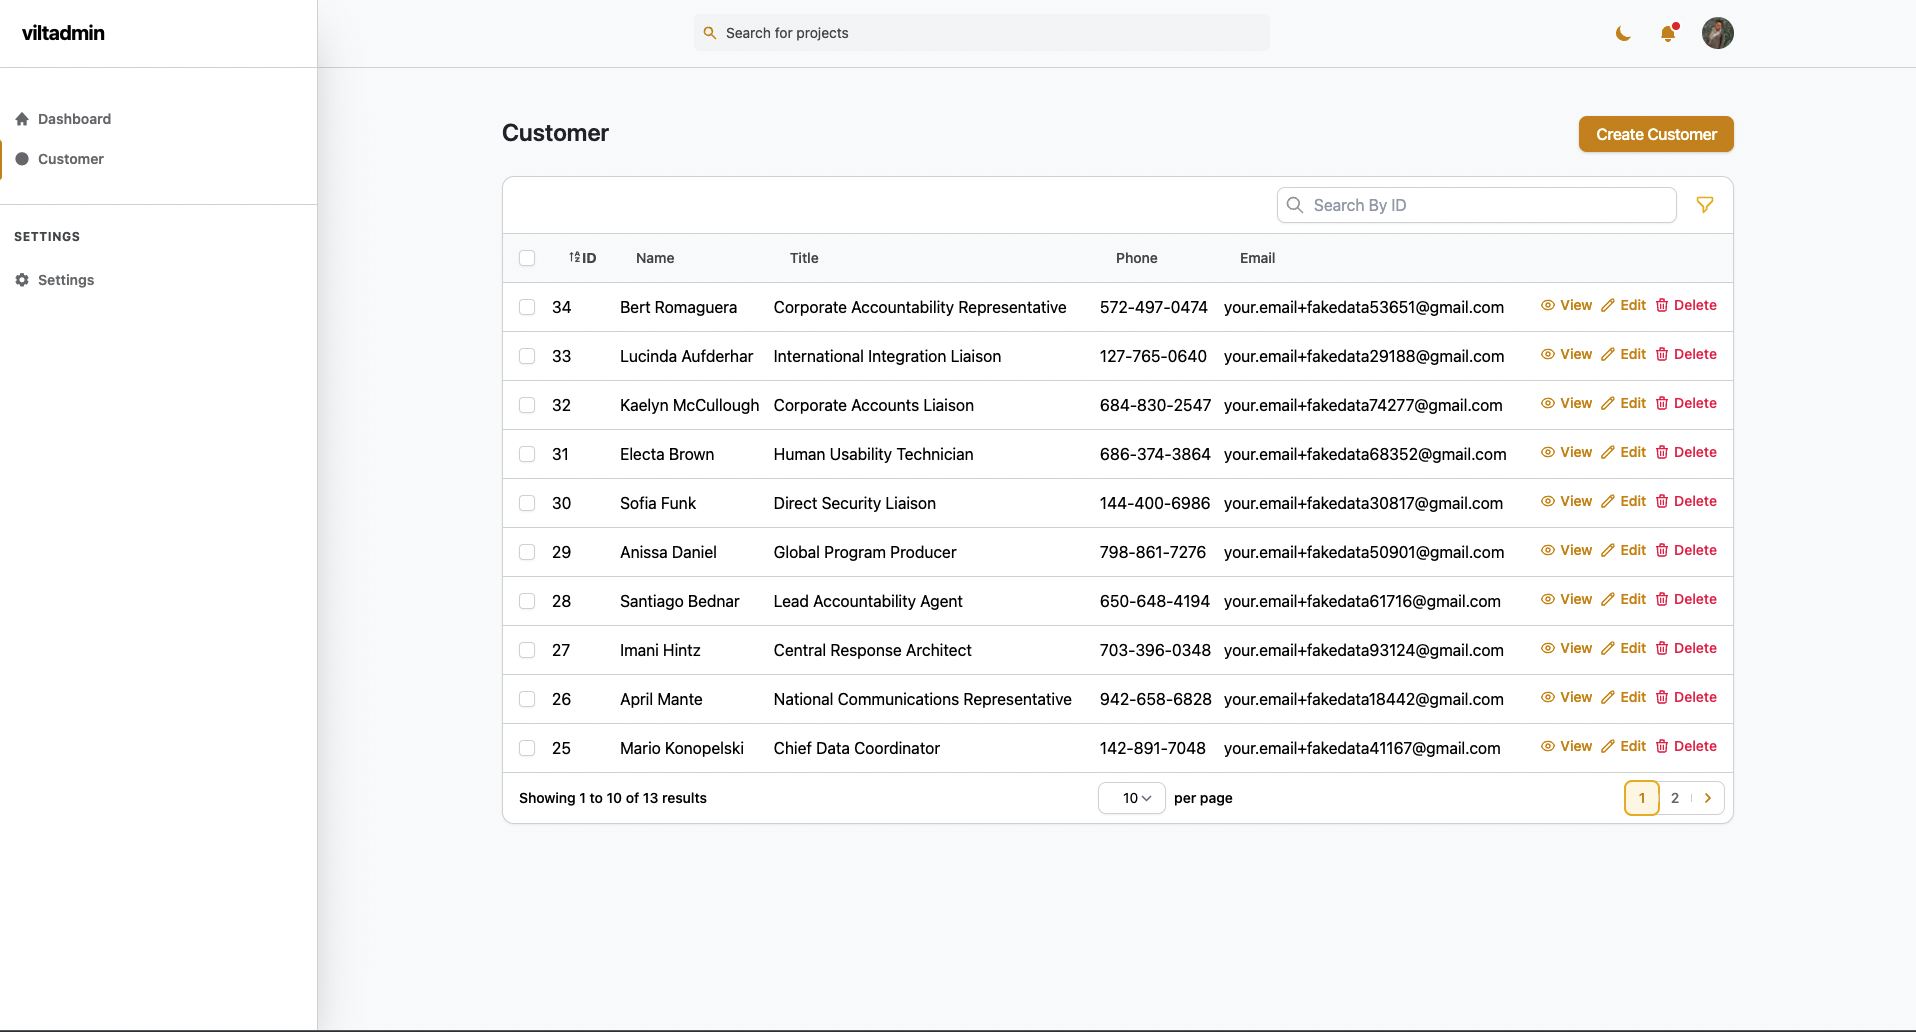 viltadmin
Search for projects
Dashboard
Customer
SETTINGS
Settings
Customer
Create Customer
Search By ID
ID Name Title Phone Email
34 Bert Romaguera Corporate Accountability Representative 572-497-0474 your.email+fakedata53651@gmail.com View Edit Delete
33 Lucinda Aufderhar International Integration Liaison 127-765-0640 your.email+fakedata29188@gmail.com View Edit Delete
32 Kaelyn McCullough Corporate Accounts Liaison 684-830-2547 your.email+fakedata74277@gmail.com View Edit Delete
31 Electa Brown Human Usability Technician 686-374-3864 your.email+fakedata68352@gmail.com View Edit Delete
30 Sofia Funk Direct Security Liaison 144-400-6986 your.email+fakedata30817@gmail.com View Edit Delete
29 Anissa Daniel Global Program Producer 798-861-7276 your.email+fakedata50901@gmail.com View Edit Delete
28 Santiago Bednar Lead Accountability Agent 650-648-4194 your.email+fakedata61716@gmail.com View Edit Delete
27 Imani Hintz Central Response Architect 703-396-0348 your.email+fakedata93124@gmail.com View Edit Delete
26 April Mante National Communications Representative 942-658-6828 your.email+fakedata18442@gmail.com View Edit Delete
25 Mario Konopelski Chief Data Coordinator 142-891-7048 your.email+fakedata41167@gmail.com View Edit Delete
Showing 1 to 10 of 13 results 10 per page 1 2